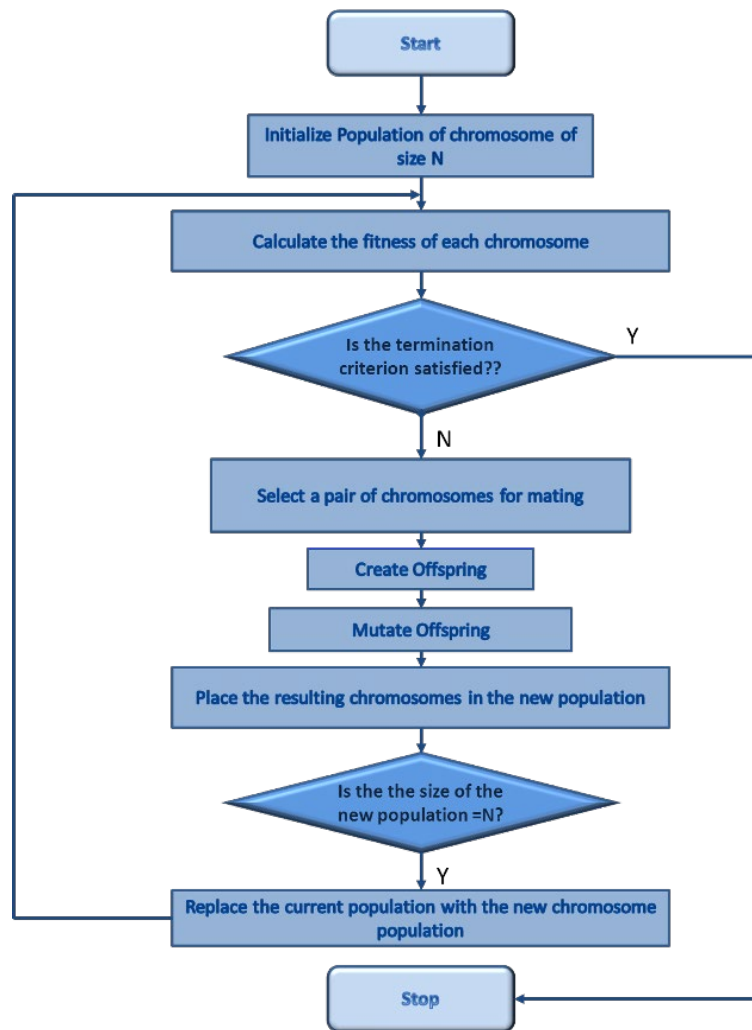 Start
Initialize Population of chromosome of
size N
Calculate the fitness of each chromosome
Is the termination
criterion satisfied??
Y
N
Select a pair of chromosomes for mating
Create Offspring
Mutate Offspring
Place the resulting chromosomes in the new population
Is the the size of the
new population =N?
Y
Replace the current population with the new chromosome
population
Stop